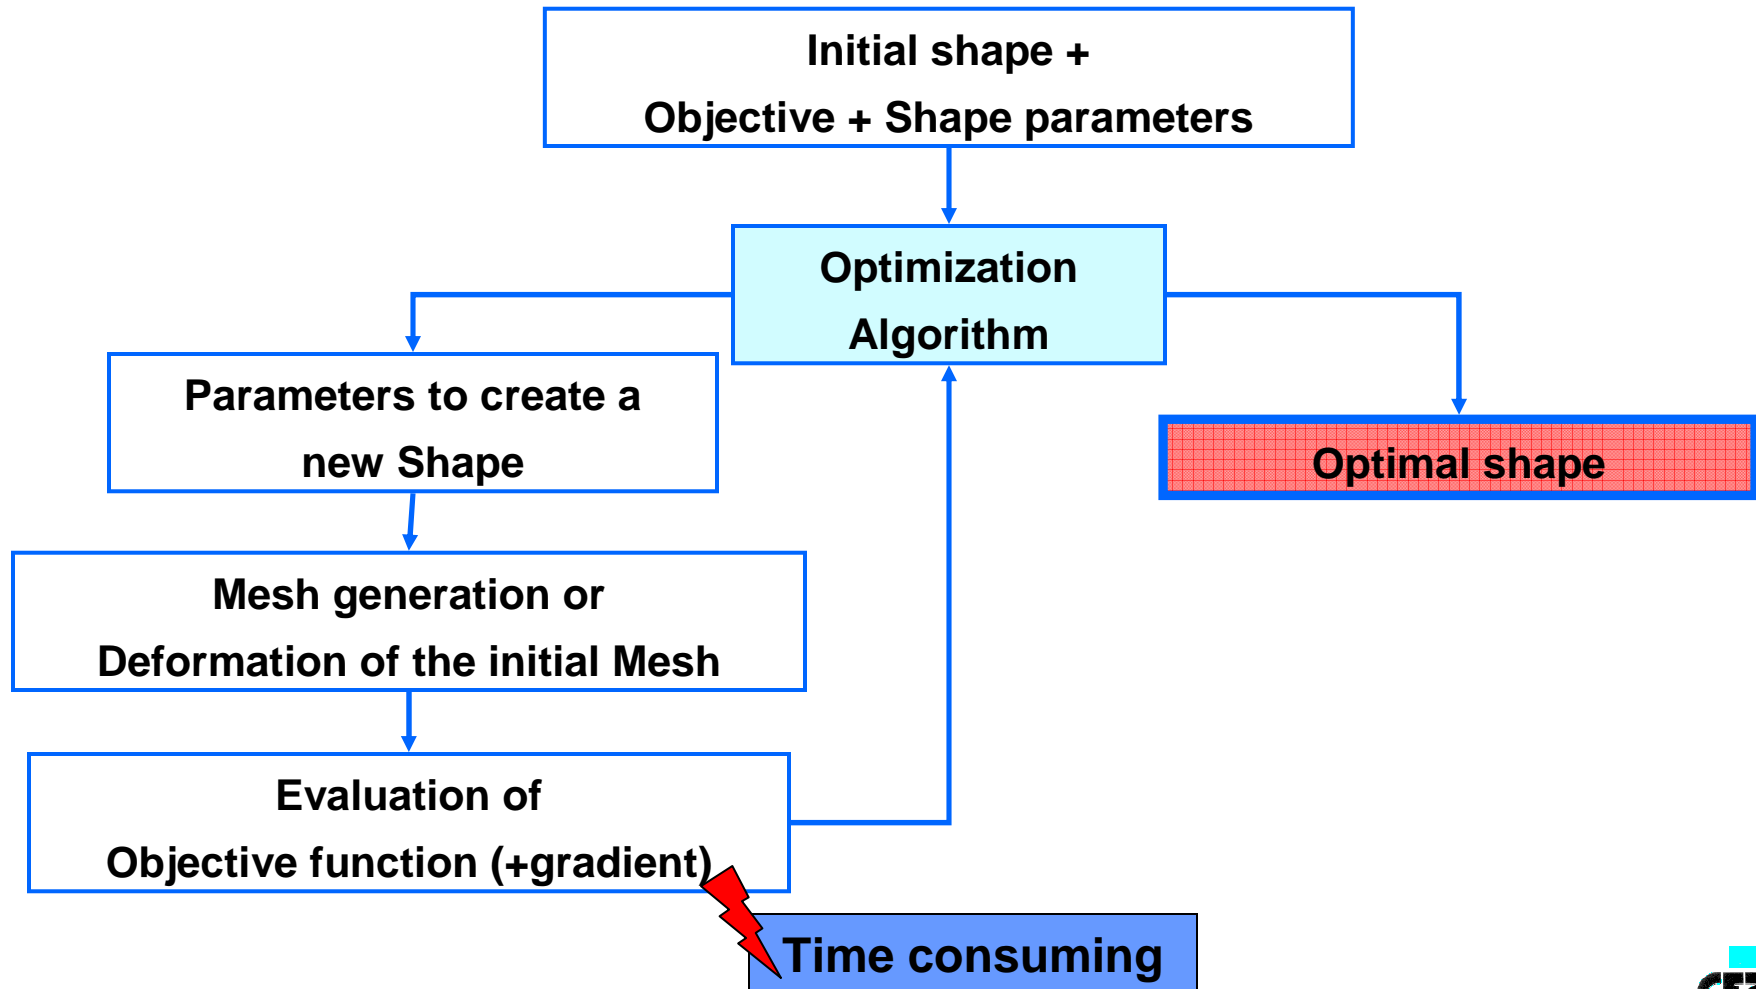 Initial shape +
Objective + Shape parameters
Optimization
Algorithm
Parameters to create a
new Shape
Optimal shape
Mesh generation or
Deformation of the initial Mesh
Evaluation of
Objective function (+gradient)
Time consuming